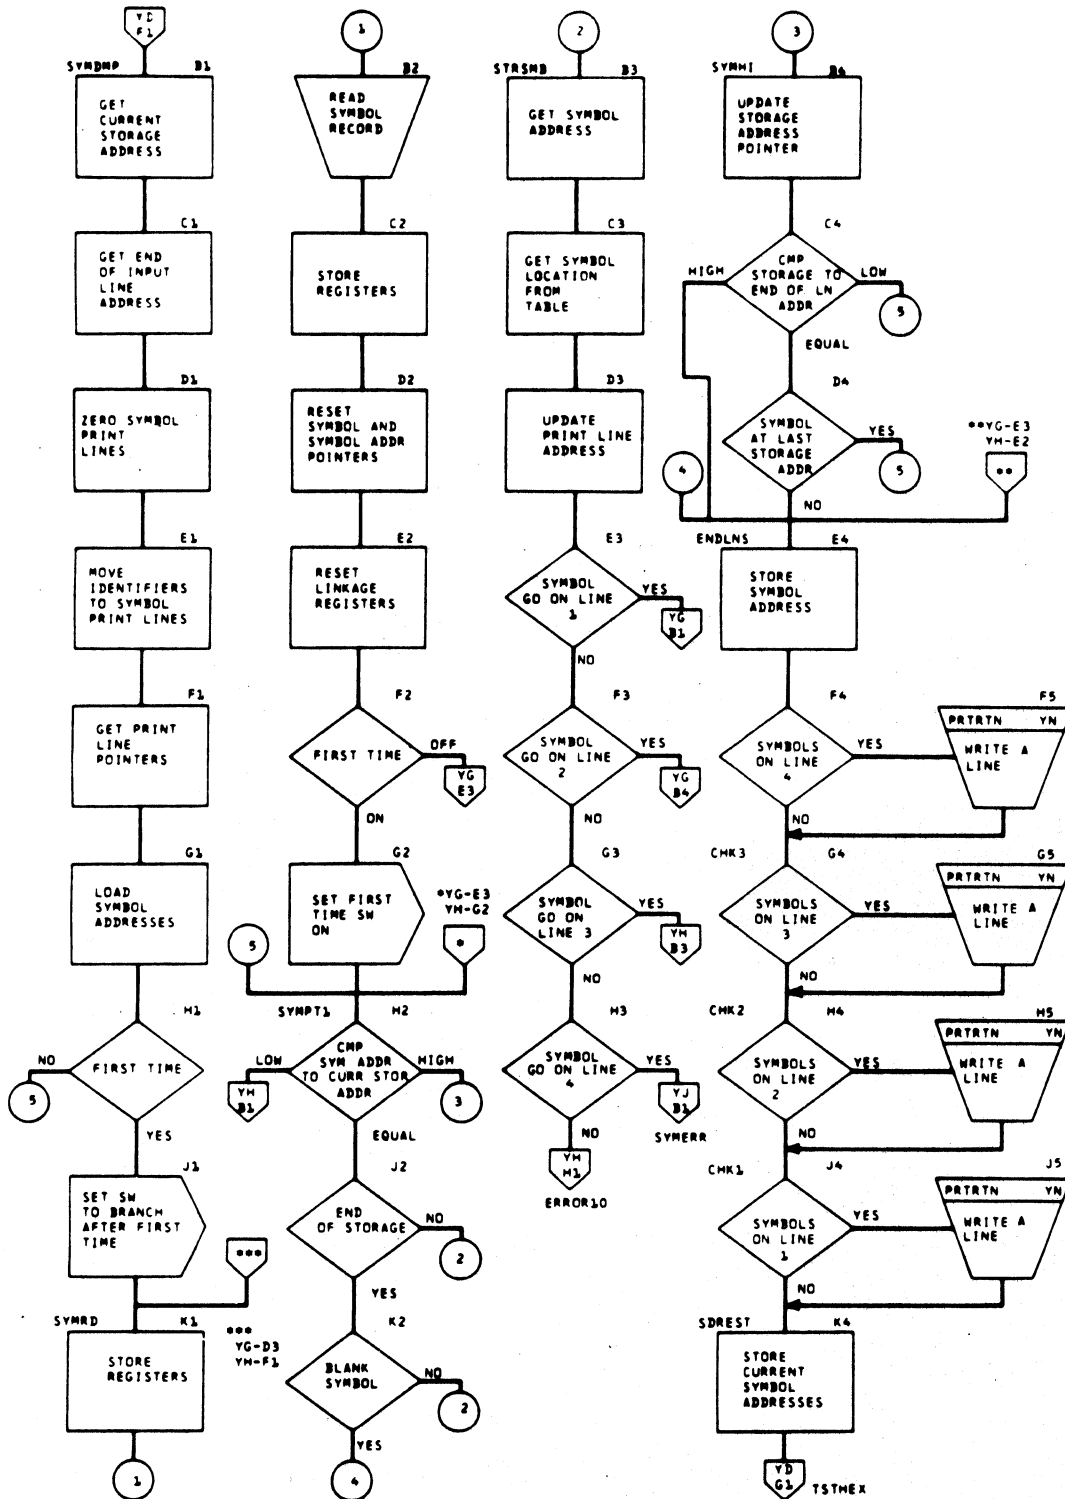 YD
F1
SYMDMP B1
GET
CURRENT
STORAGE
ADDRESS
C1
GET END
OF INPUT
LINE
ADDRESS
D1
ZERO SYMBOL
PRINT
LINES
E1
MOVE
IDENTIFIERS
TO SYMBOL
PRINT LINES
F1
GET PRINT
LINE
POINTERS
G1
LOAD
SYMBOL
ADDRESSES
H1
NO
FIRST TIME
5
YES
J1
SET SW
TO BRANCH
AFTER FIRST
TIME
***
SYMRD K1
***
YG-D3
YH-F1
STORE
REGISTERS
1
1
B2
READ
SYMBOL
RECORD
C2
STORE
REGISTERS
D2
RESET
SYMBOL AND
SYMBOL ADDR
POINTERS
E2
RESET
LINKAGE
REGISTERS
F2
FIRST TIME
OFF
YG
E3
ON
G2
SET FIRST
TIME SW
ON
*YG-E3
YH-G2
5
*
SYMPT1 H2
LOW
CMP
SYM ADDR
TO CURR STOR
ADDR
HIGH
YH
B1
3
EQUAL
J2
END
OF STORAGE
NO
2
YES
K2
BLANK
SYMBOL
NO
2
YES
4
2
STRSMB B3
GET SYMBOL
ADDRESS
C3
GET SYMBOL
LOCATION
FROM
TABLE
D3
UPDATE
PRINT LINE
ADDRESS
E3
SYMBOL
GO ON LINE
1
YES
YG
B1
NO
F3
SYMBOL
GO ON LINE
2
YES
YG
B4
NO
G3
SYMBOL
GO ON
LINE 3
YES
YH
B3
NO
H3
SYMBOL
GO ON LINE
4
YES
YJ
B1
SYMERR
NO
YH
H1
ERROR10
3
SYMHI B4
UPDATE
STORAGE
ADDRESS
POINTER
C4
HIGH
CMP
STORAGE TO
END OF LN
ADDR
LOW
5
EQUAL
D4
SYMBOL
AT LAST
STORAGE
ADDR
YES
5
**YG-E3
YH-E2
**
4
NO
ENDLNS E4
STORE
SYMBOL
ADDRESS
F4
SYMBOLS
ON LINE
4
YES
F5
PRTRTN YN
WRITE A
LINE
NO
CHK3 G4
SYMBOLS
ON LINE
3
YES
G5
PRTRTN YN
WRITE A
LINE
NO
CHK2 H4
SYMBOLS
ON LINE
2
YES
H5
PRTRTN YN
WRITE A
LINE
NO
CHK1 J4
SYMBOLS
ON LINE
1
YES
J5
PRTRTN YN
WRITE A
LINE
NO
SDREST K4
STORE
CURRENT
SYMBOL
ADDRESSES
YD
G1
TSTHEX